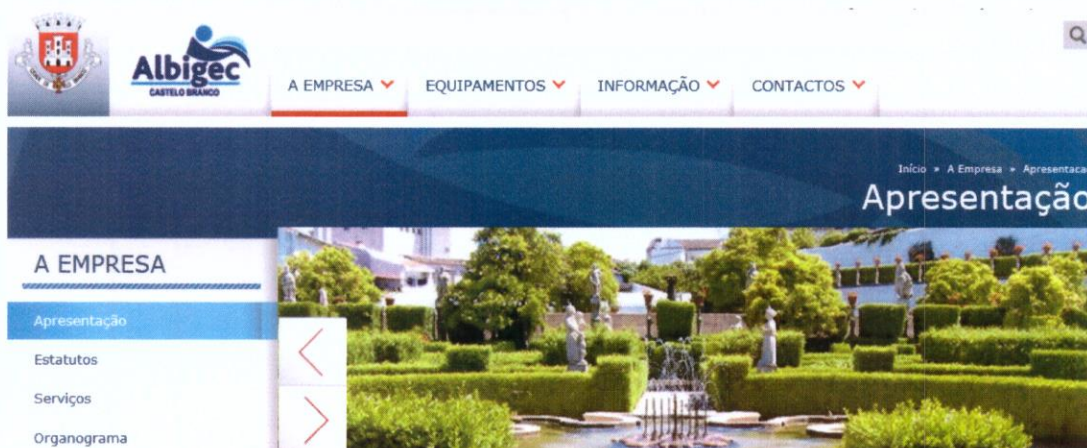 Albigec
CASTELO BRANCO
A EMPRESA
EQUIPAMENTOS
INFORMAÇÃO
CONTACTOS
Início » A Empresa » Apresentaca
Apresentação
A EMPRESA
Apresentação
Estatutos
Serviços
Organograma